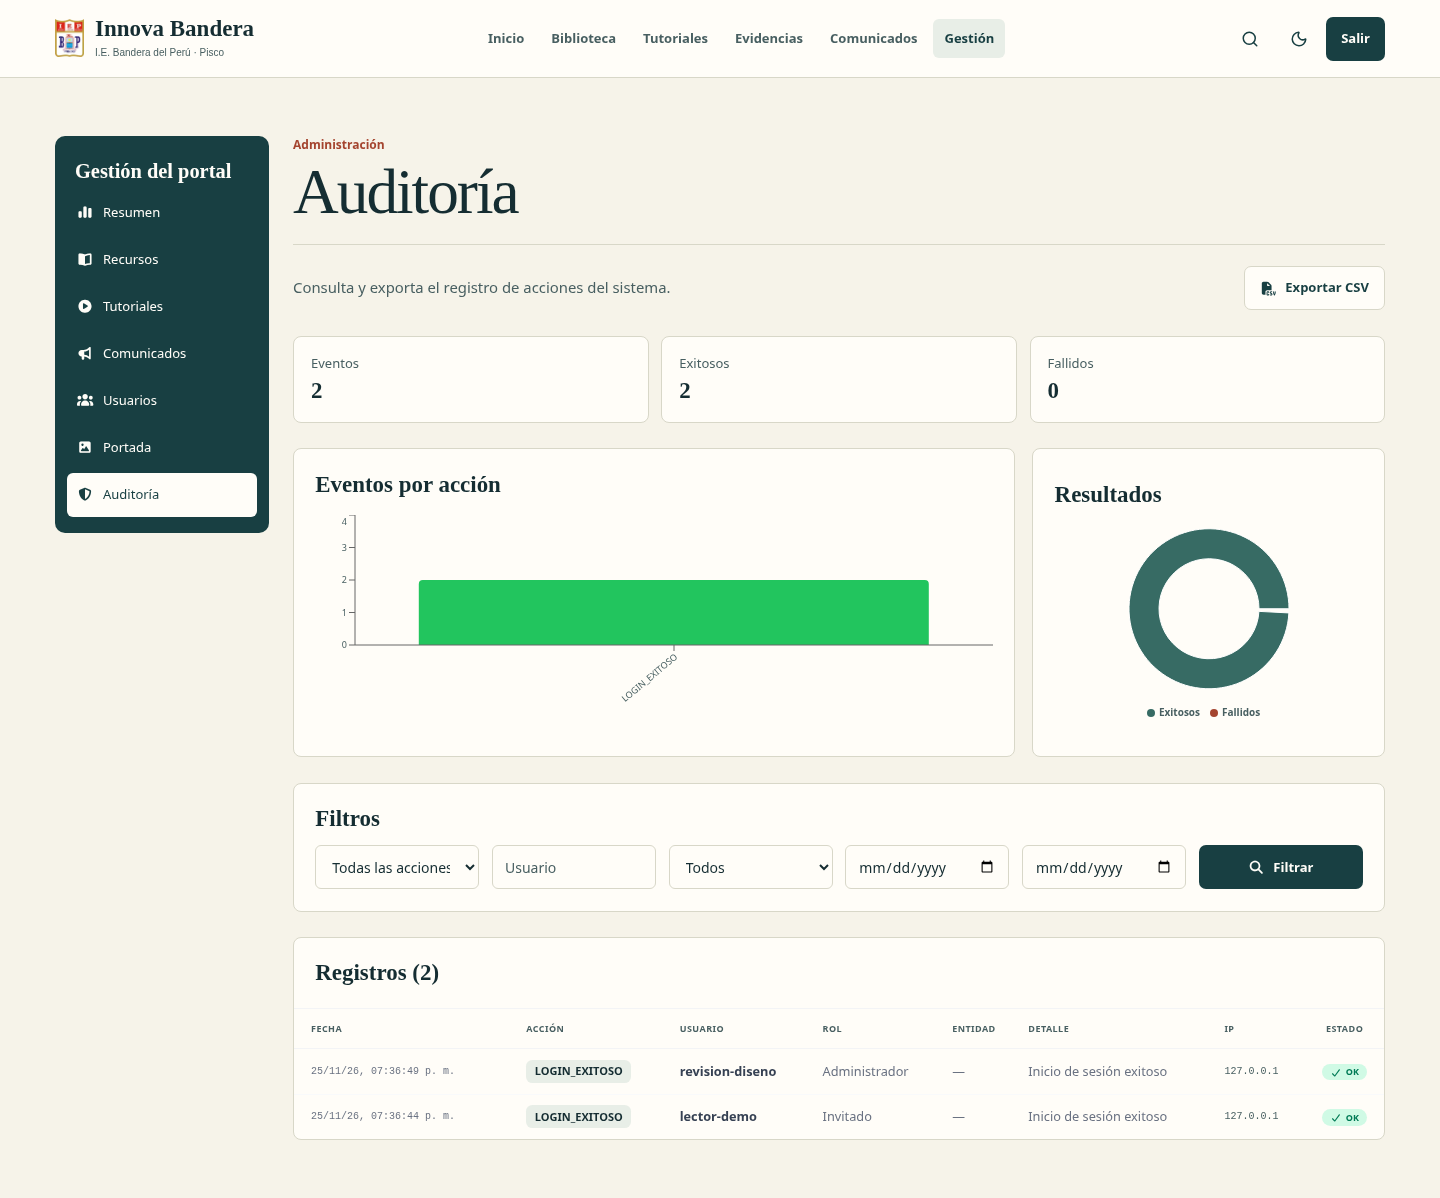 Innova Bandera
I.E. Bandera del Perú · Pisco
Inicio Biblioteca Tutoriales Evidencias Comunicados Gestión
Salir
Gestión del portal
Resumen
Recursos
Tutoriales
Comunicados
Usuarios
Portada
Auditoría
Administración
Auditoría
Consulta y exporta el registro de acciones del sistema.
Exportar CSV
Eventos
2
Exitosos
2
Fallidos
0
Eventos por acción
4
3
2
1
0
LOGIN_EXITOSO
Resultados
Exitosos Fallidos
Filtros
Todas las acciones Usuario Todos mm/dd/yyyy mm/dd/yyyy Filtrar
Registros (2)
FECHA ACCIÓN USUARIO ROL ENTIDAD DETALLE IP ESTADO
25/11/26, 07:36:49 p. m. LOGIN_EXITOSO revision-diseno Administrador — Inicio de sesión exitoso 127.0.0.1 OK
25/11/26, 07:36:44 p. m. LOGIN_EXITOSO lector-demo Invitado — Inicio de sesión exitoso 127.0.0.1 OK